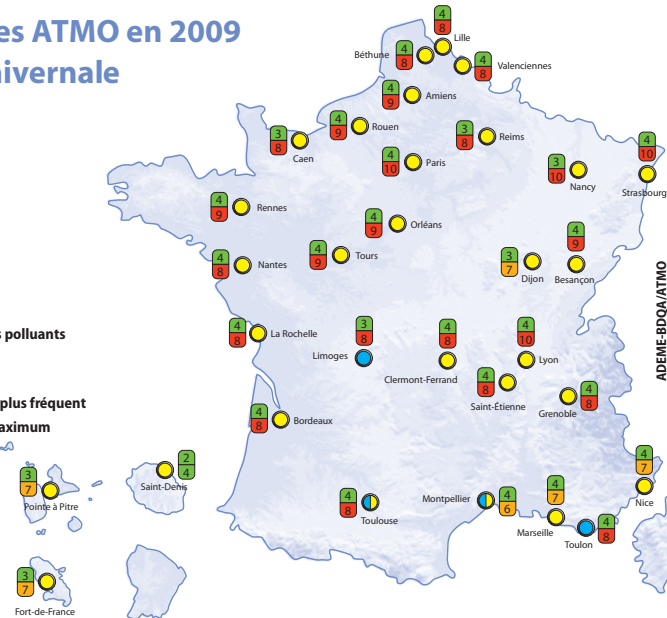 es ATMO en 2009
ivernale
4
8
Lille
Béthune
4
8
4
8
Valenciennes
4
9
Amiens
4
9
Rouen
3
8
Caen
3
8
Reims
4
10
Paris
3
10
Nancy
4
10
Strasbourg
4
9
Rennes
4
9
Orléans
4
9
Tours
4
8
Nantes
3
7
Dijon
4
9
Besançon
ADEME-BDQA/ATMO
s polluants
4
8
La Rochelle
3
8
Limoges
4
8
Clermont-Ferrand
4
10
Lyon
4
8
Saint-Étienne
4
8
Grenoble
plus fréquent
aximum
4
8
Bordeaux
3
7
Pointe à Pitre
2
4
Saint-Denis
4
8
Toulouse
Montpellier
4
6
4
7
Marseille
4
8
Toulon
4
7
Nice
3
7
Fort-de-France